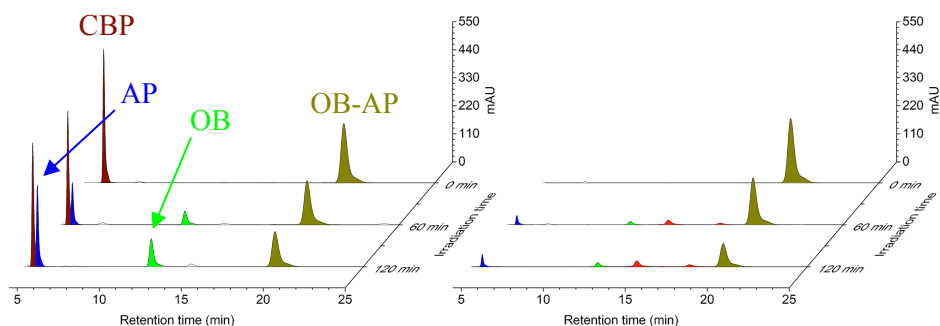 CBP
AP
OB
OB-AP
550
440
330
220
110
0
mAU
0 min
60 min
120 min
Irradiation time
5
10
15
20
25
Retention time (min)
550
440
330
220
110
0
mAU
0 min
60 min
120 min
Irradiation time
5
10
15
20
25
Retention time (min)